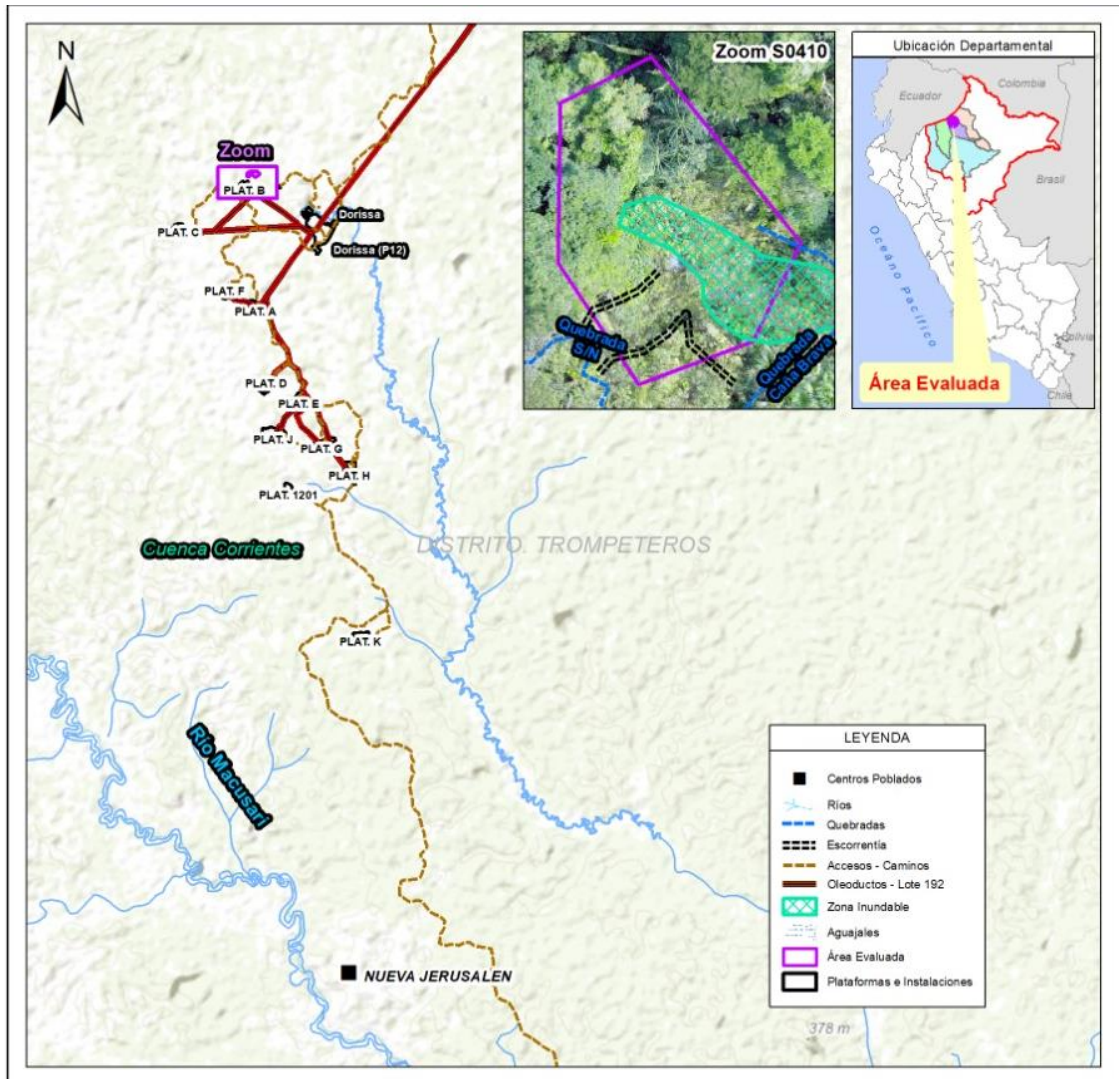 N
Zoom
PLAT. B
PLAT. C
Dorissa
Dorissa (P12)
PLAT. F
PLAT. A
PLAT. D
PLAT. E
PLAT. J
PLAT. G
PLAT. H
PLAT. 1201
Cuenca Corrientes
DISTRITO. TROMPETEROS
PLAT. K
Río Macusari
NUEVA JERUSALEN
378 m
Zoom S0410
Quebrada
S/N
Quebrada
Caña Brava
Ubicación Departamental
Ecuador
Colombia
Brasil
Océano Pacífico
Bolivia
Chile
Área Evaluada
LEYENDA
Centros Poblados
Ríos
Quebradas
Escorrentía
Accesos - Caminos
Oleoductos - Lote 192
Zona Inundable
Aguajales
Área Evaluada
Plataformas e Instalaciones